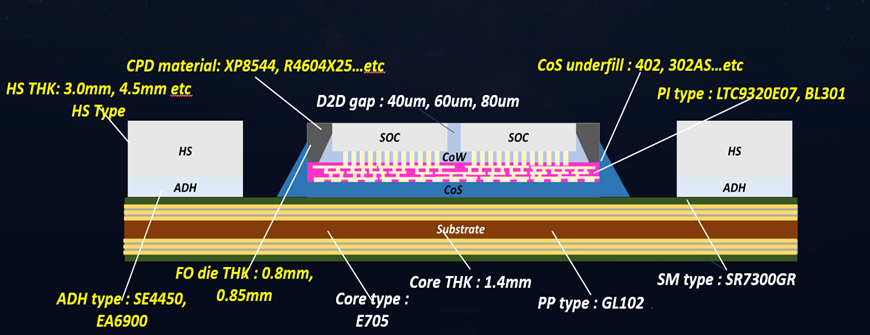 CPD material: XP8544, R4604X25...etc
CoS underfill : 402, 302AS...etc
HS THK: 3.0mm, 4.5mm etc
HS Type
D2D gap : 40um, 60um, 80um
PI type : LTC9320E07, BL301
SOC
SOC
HS
CoW
HS
ADH
CoS
ADH
Substrate
FO die THK : 0.8mm,
0.85mm
Core THK : 1.4mm
SM type : SR7300GR
ADH type : SE4450,
EA6900
Core type :
E705
PP type : GL102